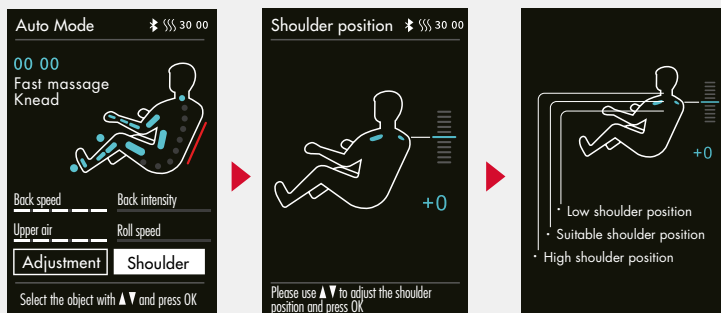 Auto Mode
30 00
00 00
Fast massage
Knead
Back speed
Back intensity
Upper air
Roll speed
Adjustment
Shoulder
Select the object with ▲▼ and press OK
Shoulder position
30 00
+0
Please use ▲▼ to adjust the shoulder
position and press OK
+0
· Low shoulder position
· Suitable shoulder position
· High shoulder position